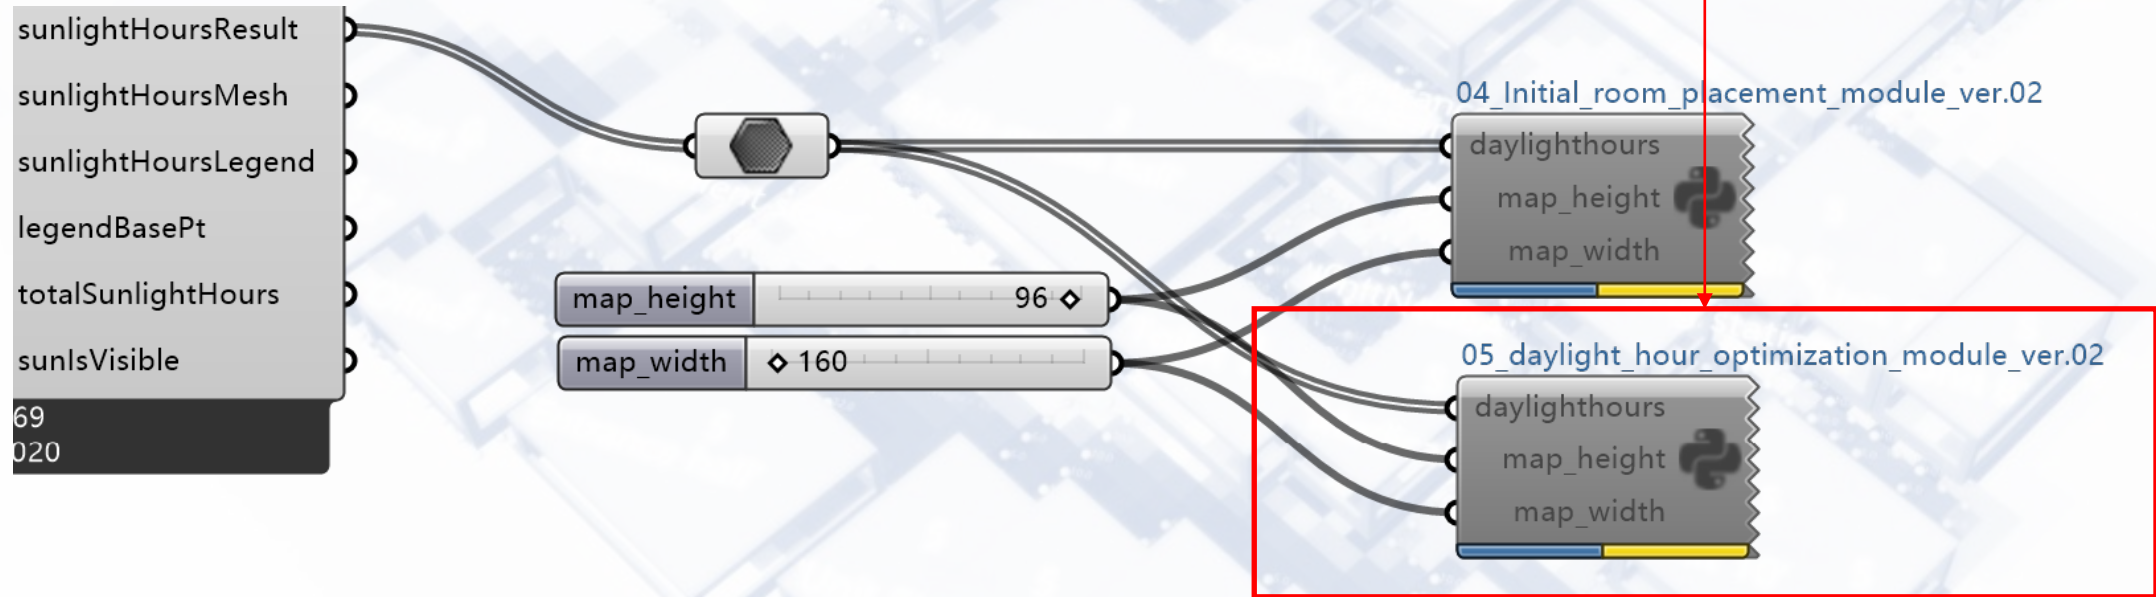 sunlightHoursResult
sunlightHoursMesh
sunlightHoursLegend
legendBasePt
totalSunlightHours
sunIsVisible
69
020
map_height 96
map_width 160
04_Initial_room_placement_module_ver.02
daylighthours
map_height
map_width
05_daylight_hour_optimization_module_ver.02
daylighthours
map_height
map_width